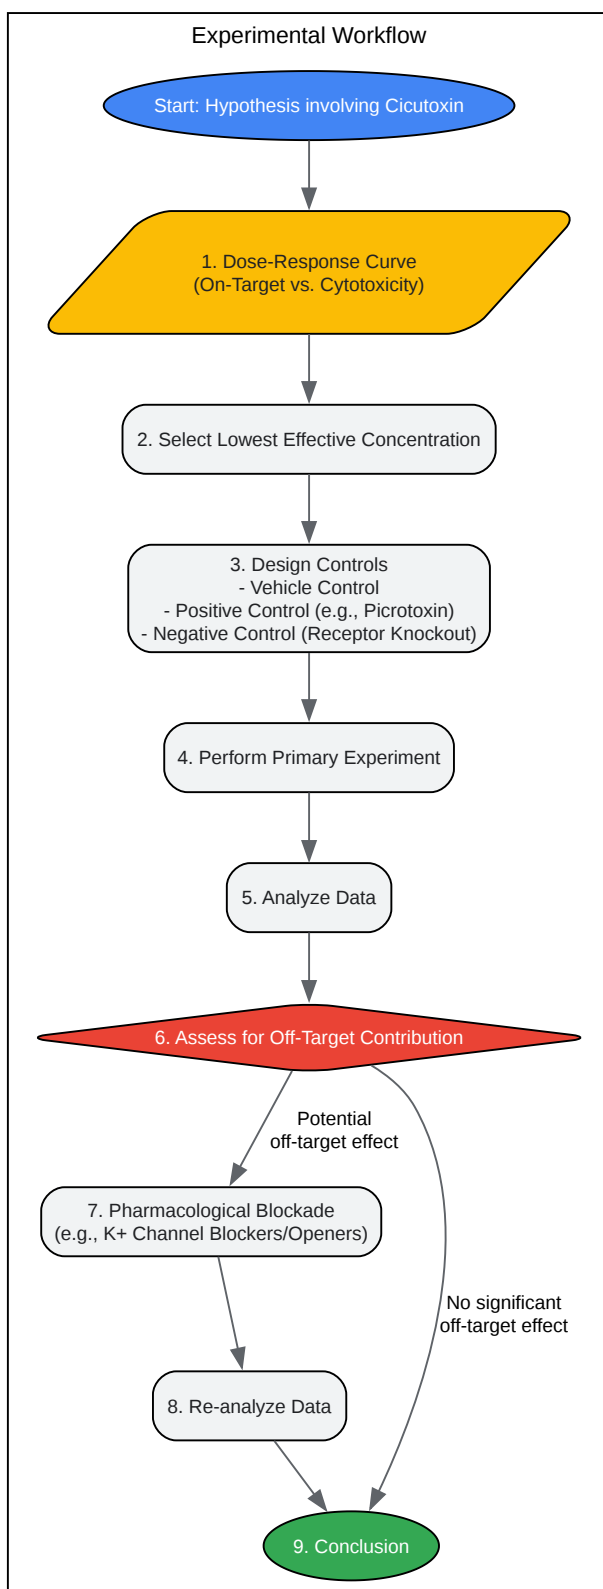 Experimental Workflow
Start: Hypothesis involving Cicutoxin
1. Dose-Response Curve
(On-Target vs. Cytotoxicity)
2. Select Lowest Effective Concentration
3. Design Controls
- Vehicle Control
- Positive Control (e.g., Picrotoxin)
- Negative Control (Receptor Knockout)
4. Perform Primary Experiment
5. Analyze Data
6. Assess for Off-Target Contribution
Potential
off-target effect
7. Pharmacological Blockade
(e.g., K+ Channel Blockers/Openers)
No significant
off-target effect
8. Re-analyze Data
9. Conclusion